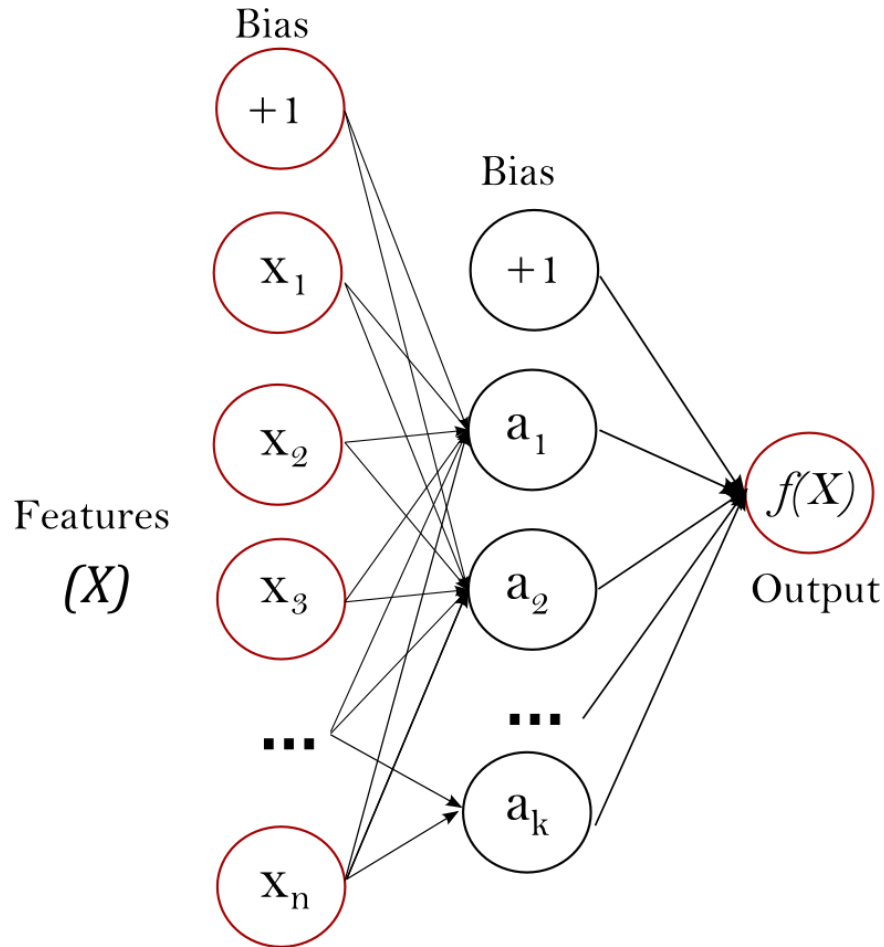 Bias
+1
Bias
x₁
+1
x₂
a₁
Features
(X)
f(X)
x₃
a₂
Output
...
...
aₖ
xₙ